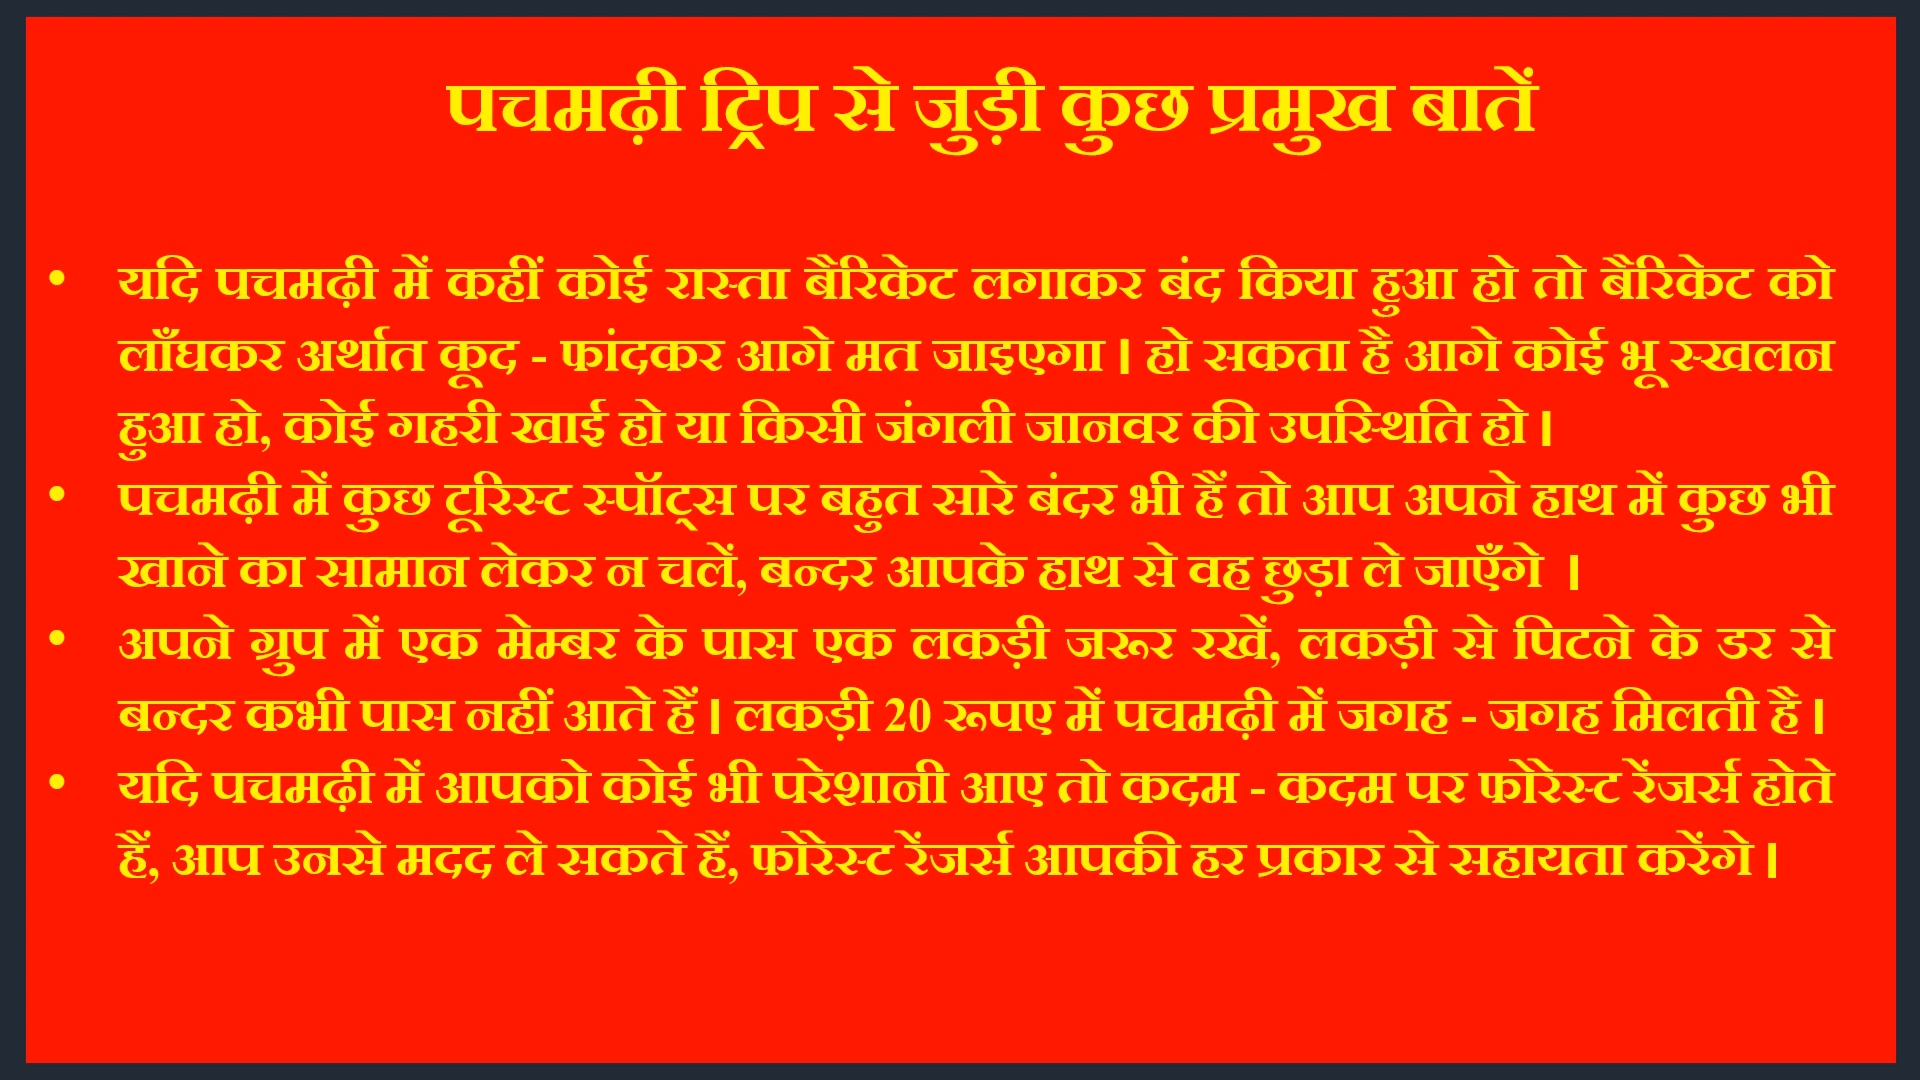 पचमढ़ी ट्रिप से जुड़ी कुछ प्रमुख बातें
• यदि पचमढ़ी में कहीं कोई रास्ता बैरिकेट लगाकर बंद किया हुआ हो तो बैरिकेट को
लाँघकर अर्थात कूद - फांदकर आगे मत जाइएगा । हो सकता है आगे कोई भू स्खलन
हुआ हो, कोई गहरी खाई हो या किसी जंगली जानवर की उपस्थिति हो ।
• पचमढ़ी में कुछ टूरिस्ट स्पॉट्स पर बहुत सारे बंदर भी हैं तो आप अपने हाथ में कुछ भी
खाने का सामान लेकर न चलें, बन्दर आपके हाथ से वह छुड़ा ले जाएँगे ।
• अपने ग्रुप में एक मेम्बर के पास एक लकड़ी जरूर रखें, लकड़ी से पिटने के डर से
बन्दर कभी पास नहीं आते हैं । लकड़ी 20 रूपए में पचमढ़ी में जगह - जगह मिलती है ।
• यदि पचमढ़ी में आपको कोई भी परेशानी आए तो कदम - कदम पर फोरेस्ट रेंजर्स होते
हैं, आप उनसे मदद ले सकते हैं, फोरेस्ट रेंजर्स आपकी हर प्रकार से सहायता करेंगे ।